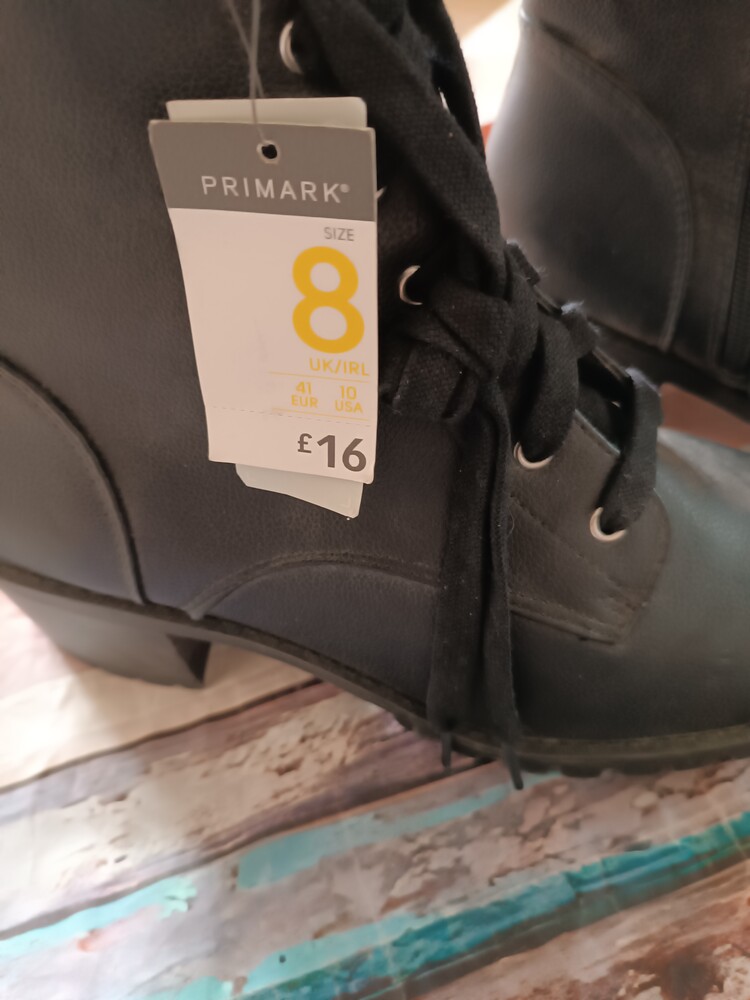 PRIMARK®
SIZE
8
UK/IRL
41 10
EUR USA
£16